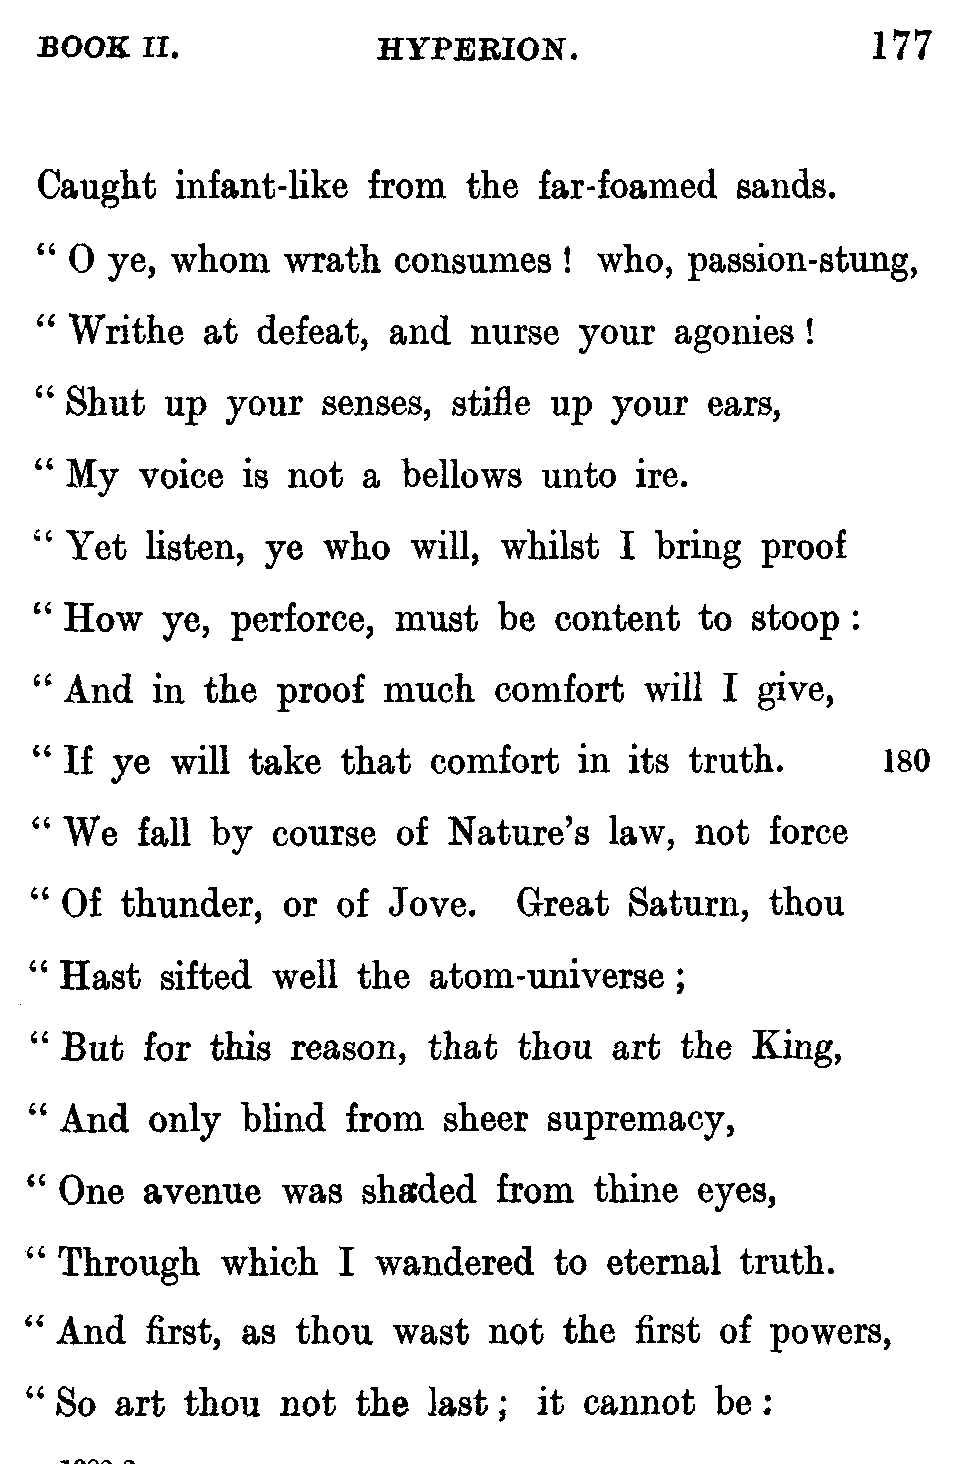 BOOK II. HYPERION. 177
Caught infant-like from the far-foamed sands.
“ O ye, whom wrath consumes ! who, passion-stung,
“ Writhe at defeat, and nurse your agonies !
“ Shut up your senses, stifle up your ears,
“ My voice is not a bellows unto ire.
“ Yet listen, ye who will, whilst I bring proof
“ How ye, perforce, must be content to stoop :
“ And in the proof much comfort will I give,
“ If ye will take that comfort in its truth. 180
“ We fall by course of Nature’s law, not force
“ Of thunder, or of Jove. Great Saturn, thou
“ Hast sifted well the atom-universe ;
“ But for this reason, that thou art the King,
“ And only blind from sheer supremacy,
“ One avenue was shaded from thine eyes,
“ Through which I wandered to eternal truth.
“ And first, as thou wast not the first of powers,
“ So art thou not the last ; it cannot be :